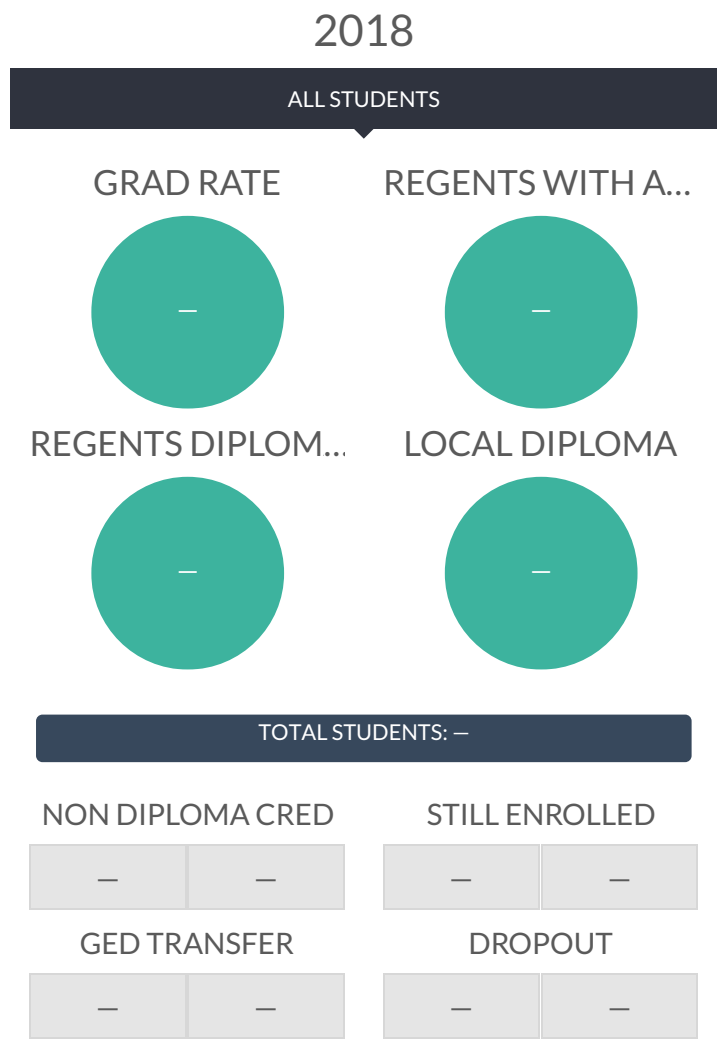 2018
ALL STUDENTS
GRAD RATE
REGENTS WITH A...
—
—
REGENTS DIPLOM...
LOCAL DIPLOMA
—
—
TOTAL STUDENTS: —
NON DIPLOMA CRED
STILL ENROLLED
— —
— —
GED TRANSFER
DROPOUT
— —
— —